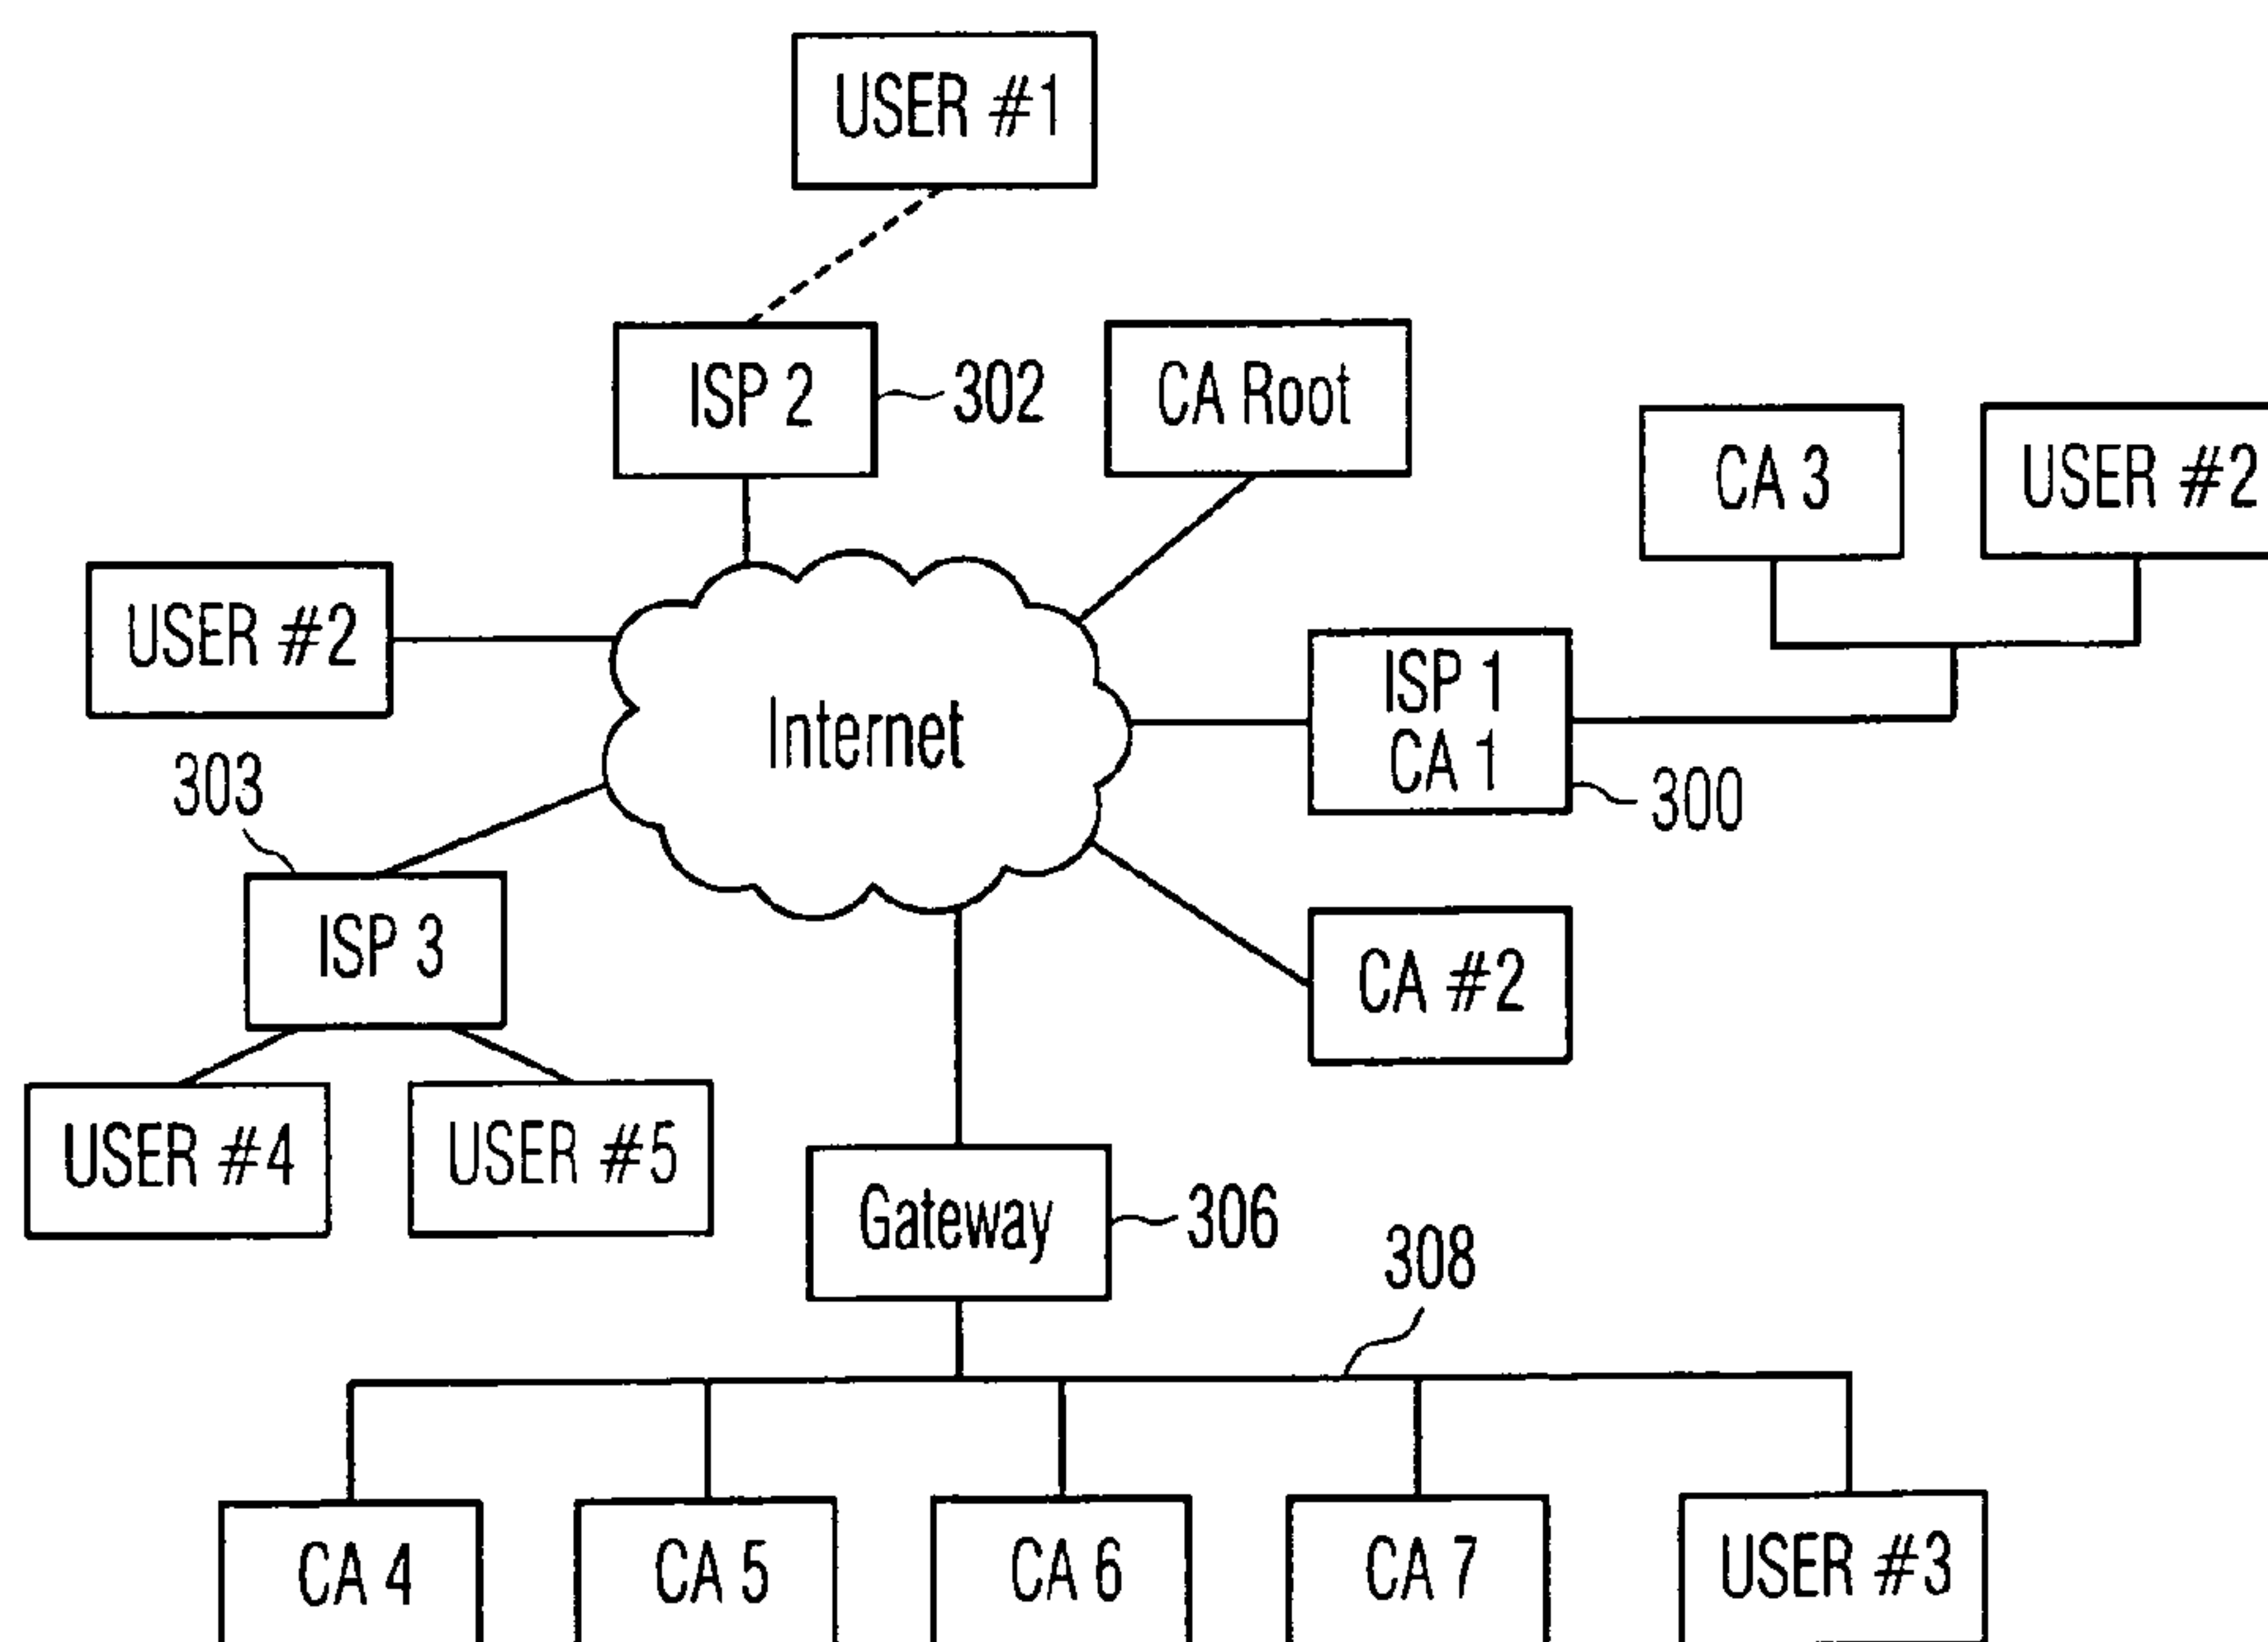 USER #1
ISP 2
302
CA Root
CA 3
USER #2
USER #2
Internet
ISP 1
CA 1
300
303
ISP 3
CA #2
USER #4
USER #5
Gateway
306
308
CA 4
CA 5
CA 6
CA 7
USER #3